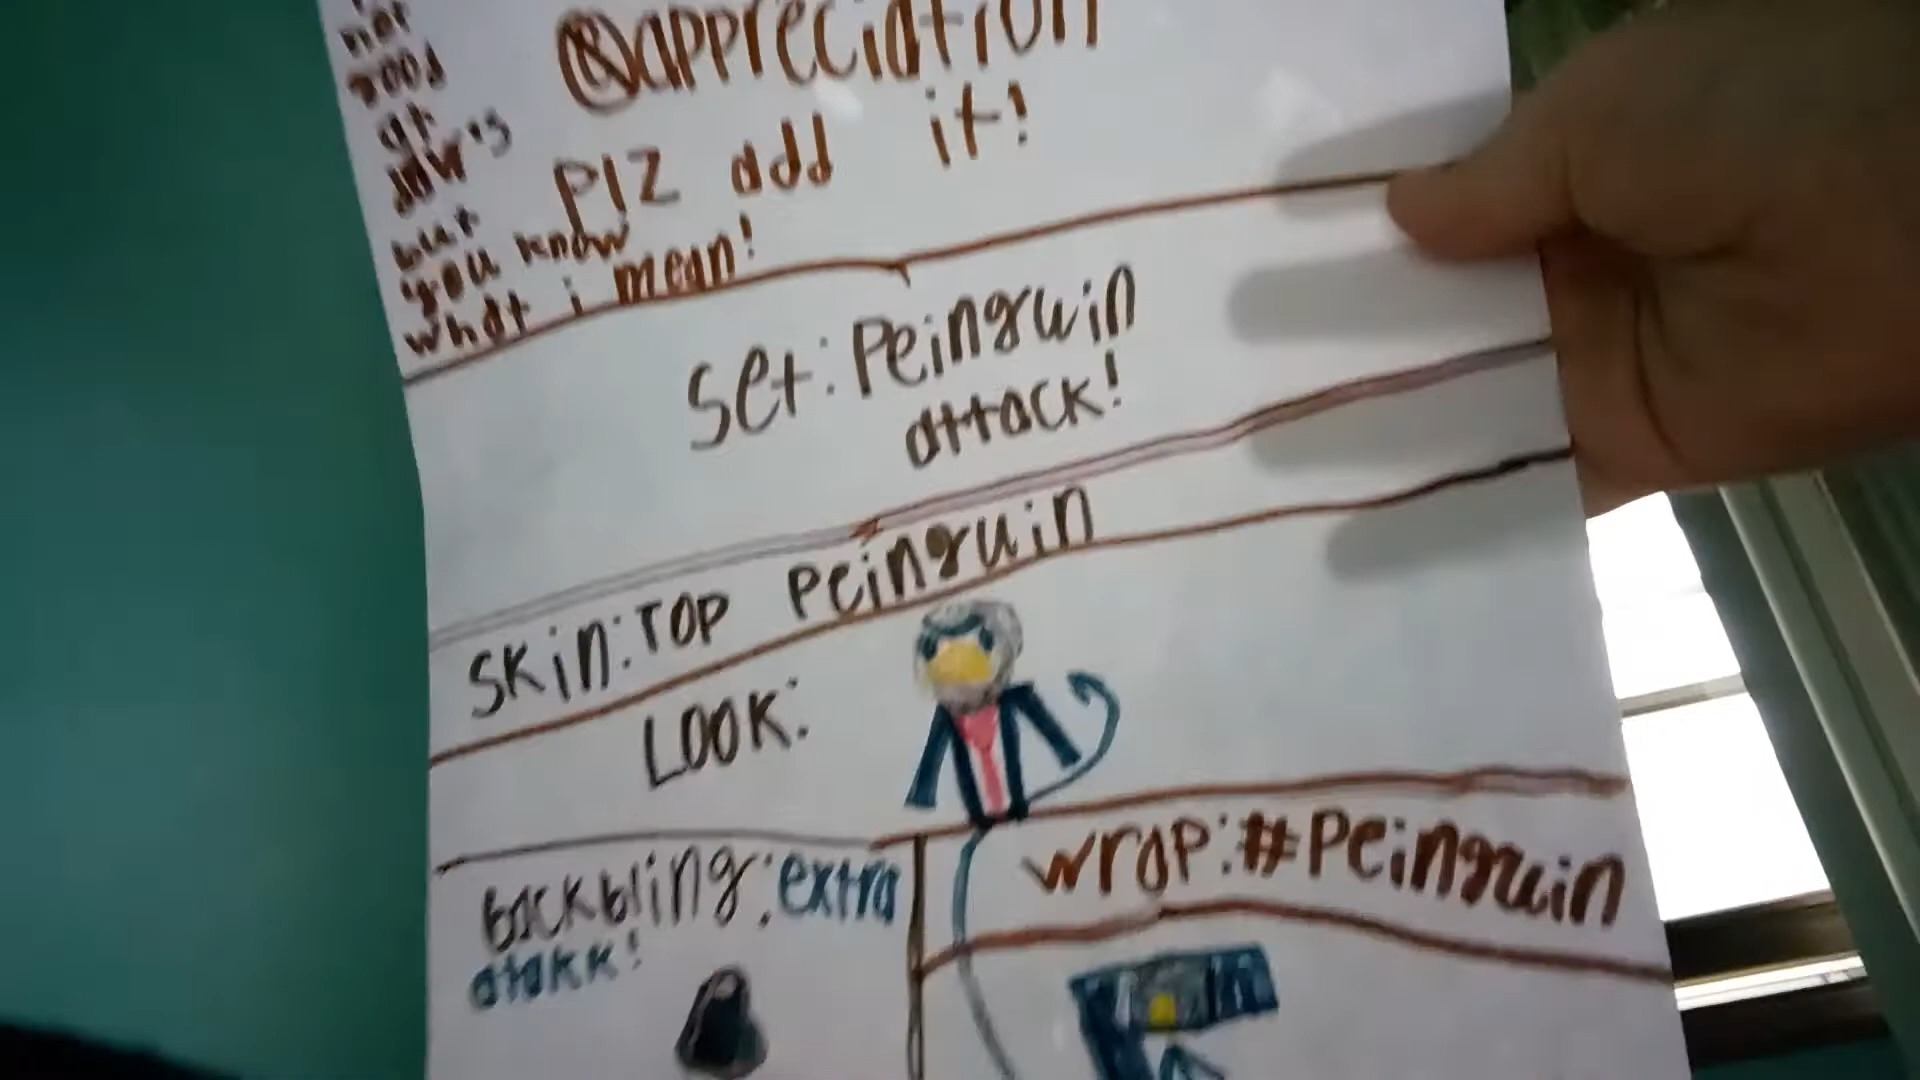 not
good
at
@appreciation
drw's
plz add it!
but
you know
what i mean!
Set: Peinguin
attack!
Skin: TOP Peinguin
LOOK:
backbling: extra
atakk!
wrap: #Peinguin